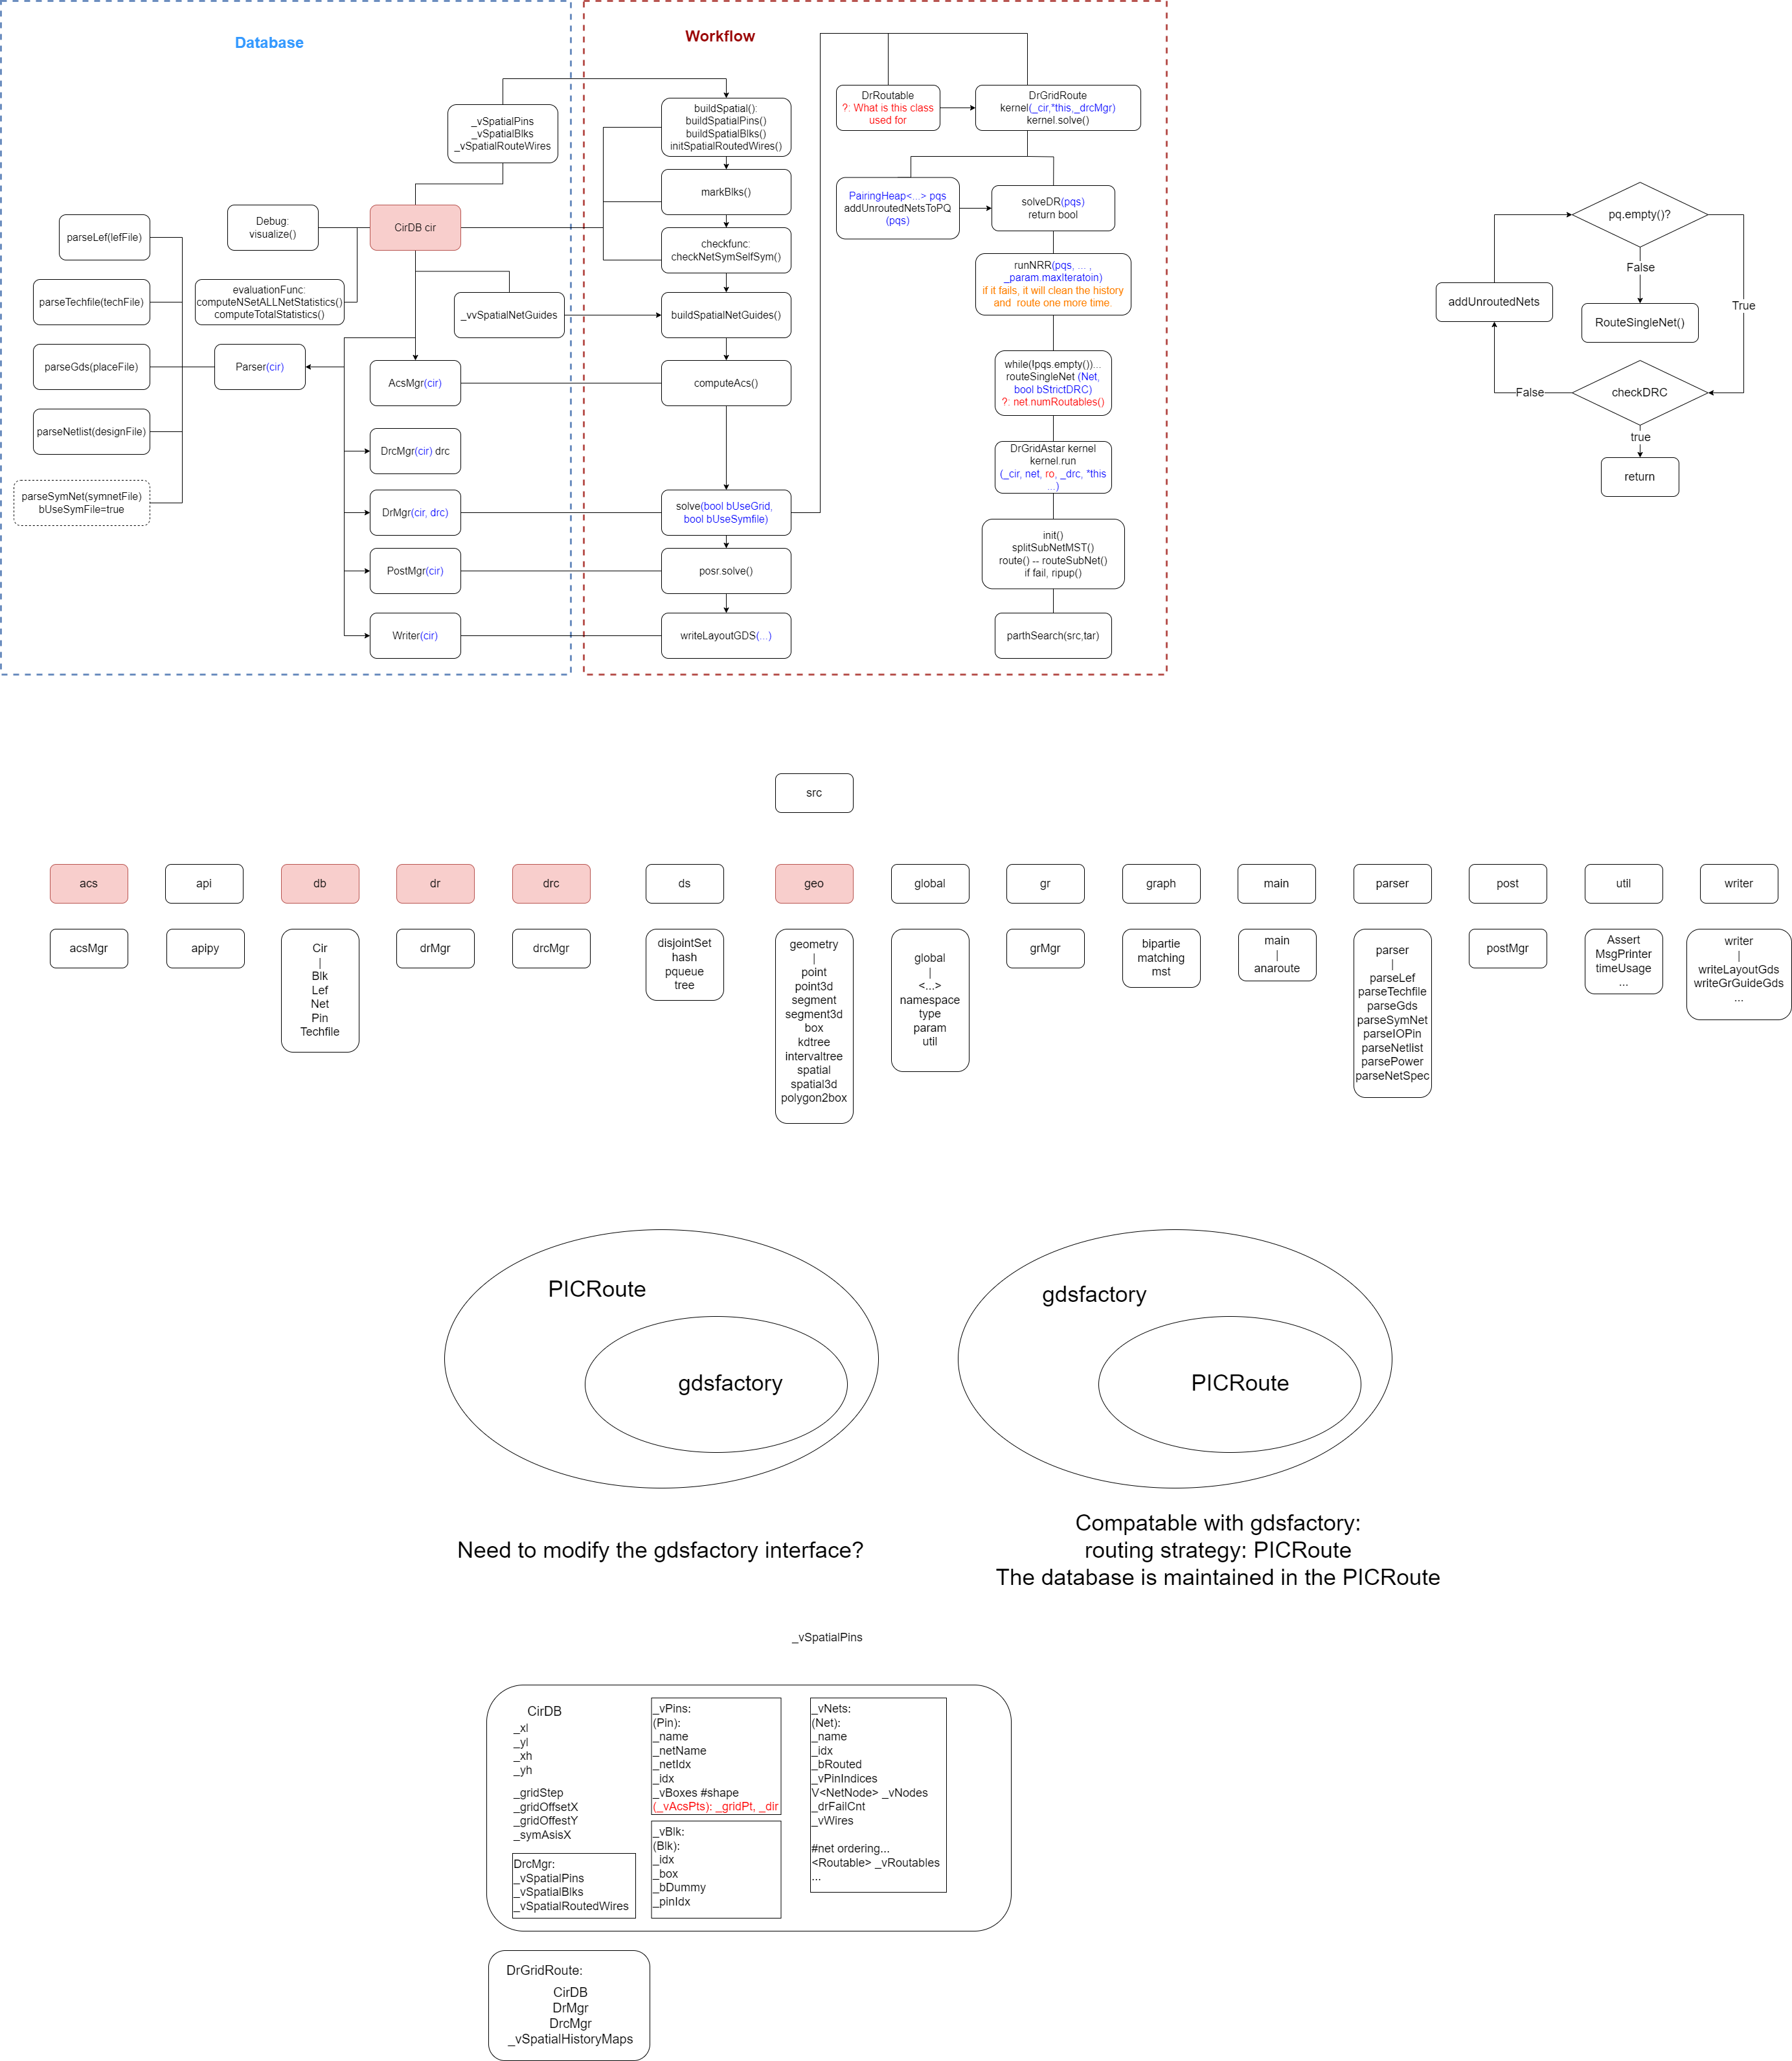 Database
Workflow
_vSpatialPins
_vSpatialBlks
_vSpatialRouteWires
Debug:
visualize()
CirDB cir
parseLef(lefFile)
parseTechfile(techFile)
parseGds(placeFile)
parseNetlist(designFile)
parseSymNet(symnetFile)
bUseSymFile=true
evaluationFunc:
computeNSetALLNetStatistics()
computeTotalStatistics()
Parser(cir)
_vvSpatialNetGuides
AcsMgr(cir)
DrcMgr(cir) drc
DrMgr(cir, drc)
PostMgr(cir)
Writer(cir)
buildSpatial():
buildSpatialPins()
buildSpatialBlks()
initSpatialRoutedWires()
markBlks()
checkfunc:
checkNetSymSelfSym()
buildSpatialNetGuides()
computeAcs()
solve(bool bUseGrid,
bool bUseSymfile)
posr.solve()
writeLayoutGDS(...)
DrRoutable
?: What is this class
used for
DrGridRoute
kernel(_cir,*this,_drcMgr)
kernel.solve()
PairingHeap<...> pqs
addUnroutedNetsToPQ
(pqs)
solveDR(pqs)
return bool
runNRR(pqs, ... ,
_param.maxIteratoin)
if it fails, it will clean the history
and  route one more time.
while(!pqs.empty())...
routeSingleNet (Net,
bool bStrictDRC)
?: net.numRoutables()
DrGridAstar kernel
kernel.run
(_cir, net, ro, _drc, *this
...)
init()
splitSubNetMST()
route() -- routeSubNet()
if fail, ripup()
parthSearch(src,tar)
pq.empty()?
False
True
addUnroutedNets
RouteSingleNet()
checkDRC
False
true
return
src
acs
api
db
dr
drc
ds
geo
global
gr
graph
main
parser
post
util
writer
acsMgr
apipy
Cir
|
Blk
Lef
Net
Pin
Techfile
drMgr
drcMgr
disjointSet
hash
pqueue
tree
geometry
|
point
point3d
segment
segment3d
box
kdtree
intervaltree
spatial
spatial3d
polygon2box
global
|
<...>
namespace
type
param
util
grMgr
bipartie
matching
mst
main
|
anaroute
parser
|
parseLef
parseTechfile
parseGds
parseSymNet
parseIOPin
parseNetlist
parsePower
parseNetSpec
postMgr
Assert
MsgPrinter
timeUsage
...
writer
|
writeLayoutGds
writeGrGuideGds
...
PICRoute
gdsfactory
gdsfactory
PICRoute
Need to modify the gdsfactory interface?
Compatable with gdsfactory:
routing strategy: PICRoute
The database is maintained in the PICRoute
_vSpatialPins
CirDB
_xl
_yl
_xh
_yh
_gridStep
_gridOffsetX
_gridOffestY
_symAsisX
DrcMgr:
_vSpatialPins
_vSpatialBlks
_vSpatialRoutedWires
_vPins:
(Pin):
_name
_netName
_netIdx
_idx
_vBoxes #shape
(_vAcsPts): _gridPt, _dir
_vBlk:
(Blk):
_idx
_box
_bDummy
_pinIdx
_vNets:
(Net):
_name
_idx
_bRouted
_vPinIndices
V<NetNode> _vNodes
_drFailCnt
_vWires
#net ordering...
<Routable> _vRoutables
...
DrGridRoute:
CirDB
DrMgr
DrcMgr
_vSpatialHistoryMaps